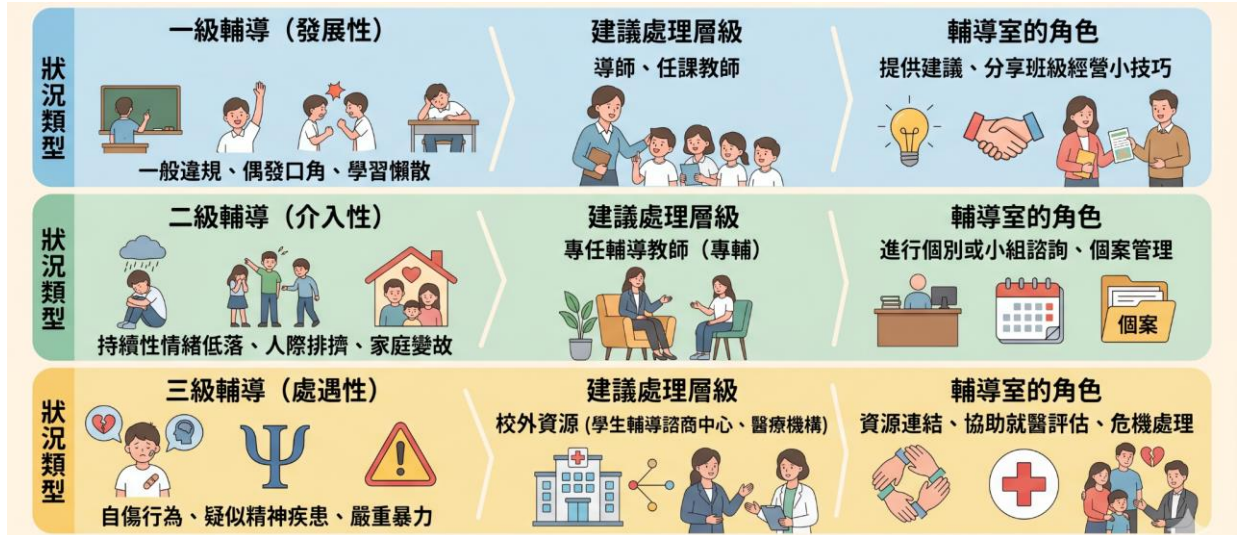 狀況類型
一級輔導（發展性）
一般違規、偶發口角、學習懶散
建議處理層級
導師、任課教師
輔導室的角色
提供建議、分享班級經營小技巧
狀況類型
二級輔導（介入性）
持續性情緒低落、人際排擠、家庭變故
建議處理層級
專任輔導教師（專輔）
輔導室的角色
進行個別或小組諮詢、個案管理
個案
狀況類型
三級輔導（處遇性）
Ψ
自傷行為、疑似精神疾患、嚴重暴力
建議處理層級
校外資源 (學生輔導諮商中心、醫療機構)
輔導室的角色
資源連結、協助就醫評估、危機處理